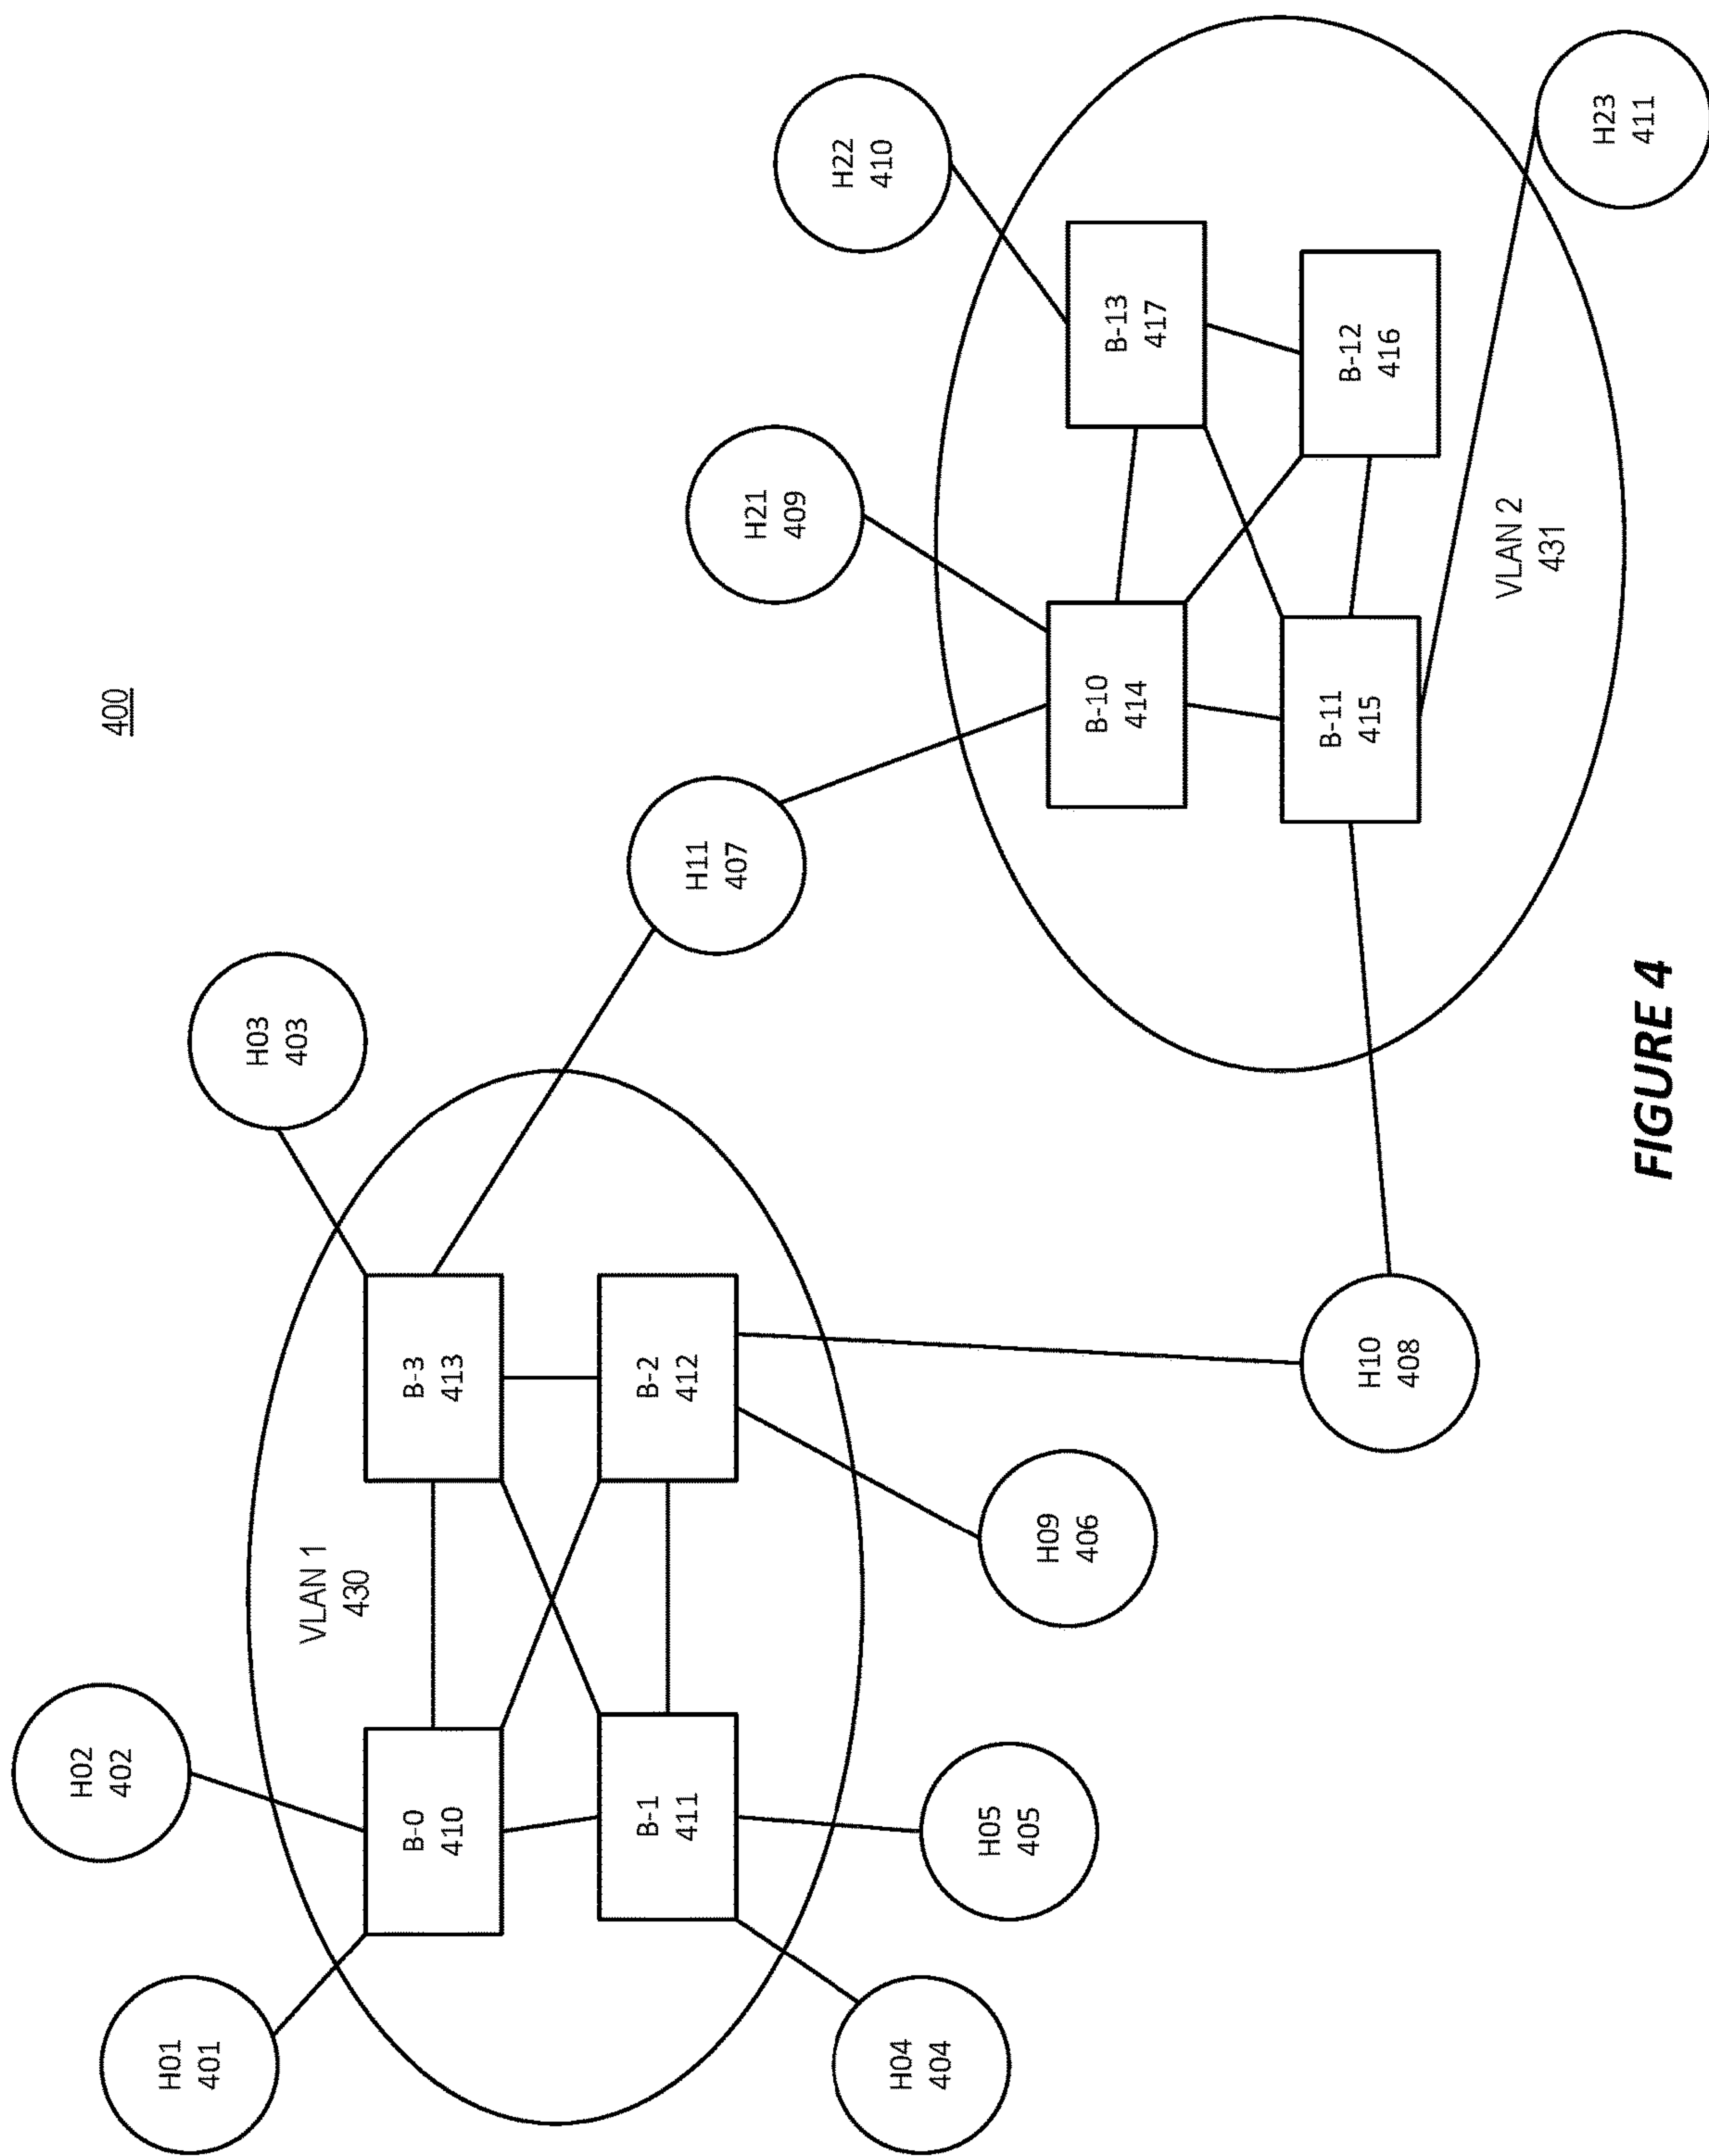 400
H01
401
H02
402
H03
403
VLAN 1
430
B-0
410
B-3
413
B-1
411
B-2
412
H04
404
H05
405
H09
406
H10
408
H11
407
H21
409
H22
410
B-10
414
B-13
417
B-11
415
B-12
416
VLAN 2
431
H23
411
FIGURE 4